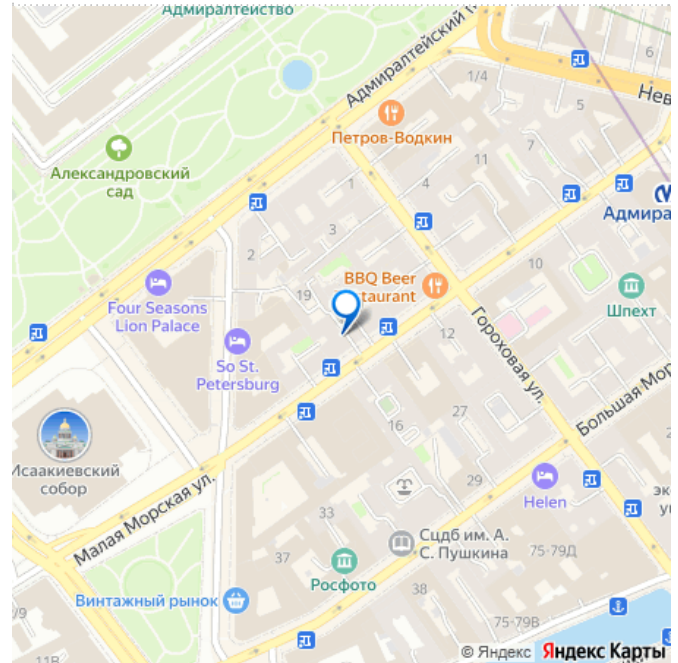 Адмиралтейство
Адмиралтейский
1/4
6
Нев
5
Петров-Водкин
7
11
Александровский
сад
1
4
Адмира
2
3
10
BBQ Beer
staurant
19
Шпехт
Four Seasons
Lion Palace
12
Гороховая ул.
So St.
Petersburg
Большая Мор
27
16
2
Исаакиевский
собор
29
Малая Морская ул.
Helen
эк
33
Сцдб им. А.
С. Пушкина
75-79Д
37
Росфото
38
Винтажный рынок
75-79В
11В
© Яндекс Яндекс Карты